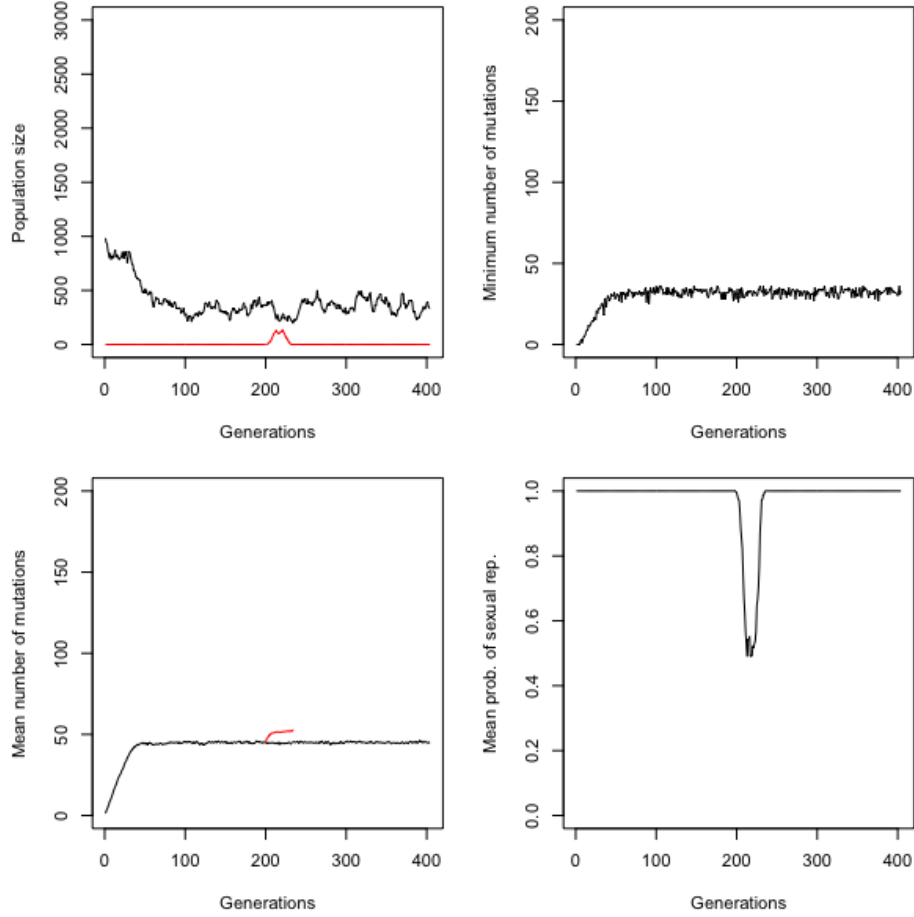 Population size
0 500 1000 1500 2000 2500 3000
0 100 200 300 400
Generations
Minimum number of mutations
0 50 100 150 200
0 100 200 300 400
Generations
Mean number of mutations
0 50 100 150 200
0 100 200 300 400
Generations
Mean prob. of sexual rep.
0.0 0.2 0.4 0.6 0.8 1.0
0 100 200 300 400
Generations